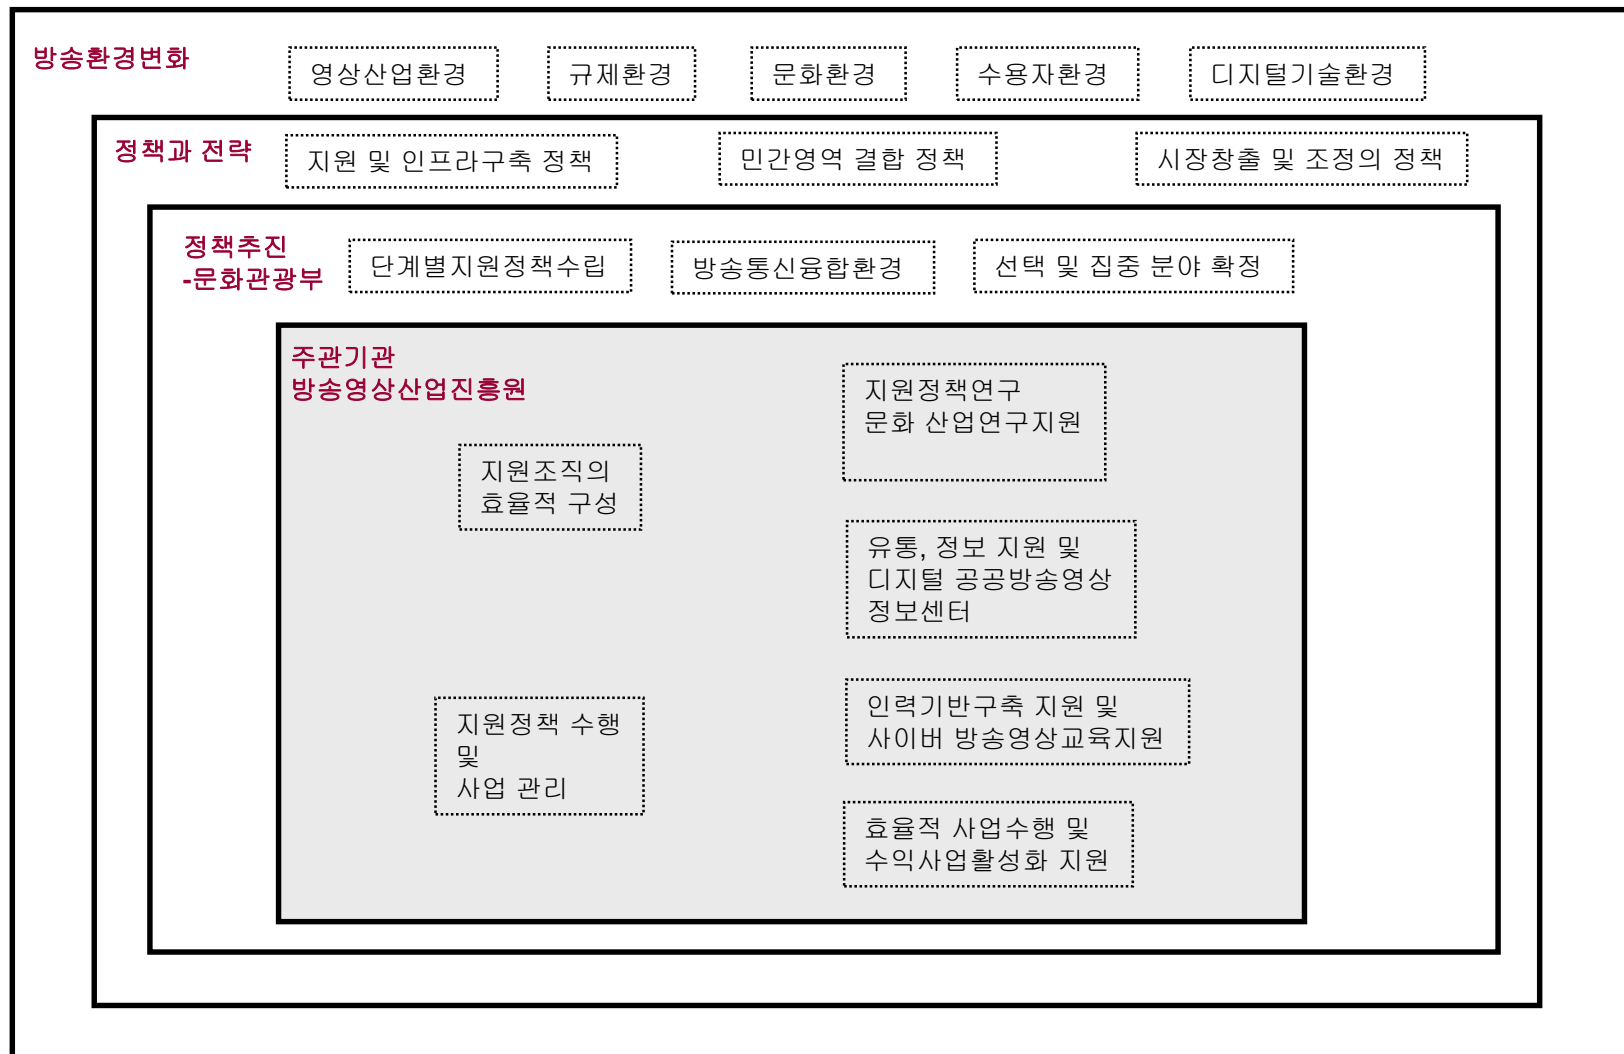 방송환경변화
영상산업환경
규제환경
문화환경
수용자환경
디지털기술환경
정책과 전략
지원 및 인프라구축 정책
민간영역 결합 정책
시장창출 및 조정의 정책
정책추진
-문화관광부
단계별지원정책수립
방송통신융합환경
선택 및 집중 분야 확정
주관기관
방송영상산업진흥원
지원조직의
효율적 구성
지원정책 수행
및
사업 관리
지원정책연구
문화 산업연구지원
유통, 정보 지원 및
디지털 공공방송영상
정보센터
인력기반구축 지원 및
사이버 방송영상교육지원
효율적 사업수행 및
수익사업활성화 지원